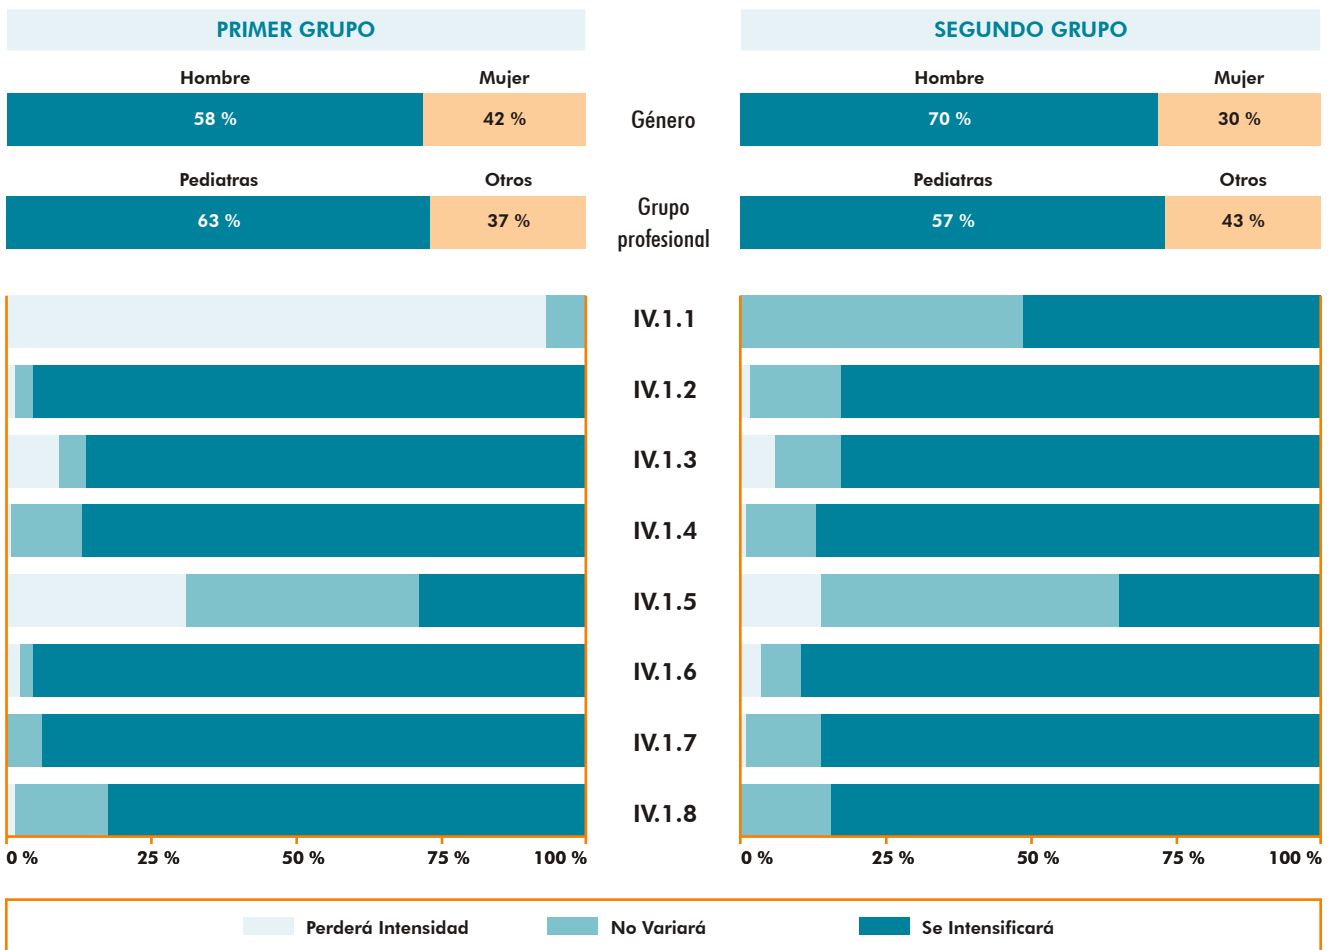 PRIMER GRUPO
SEGUNDO GRUPO
Hombre Mujer
Hombre Mujer
58 % 42 %
Género
70 % 30 %
Pediatras Otros
Pediatras Otros
63 % 37 %
Grupo
profesional
57 % 43 %
IV.1.1
IV.1.2
IV.1.3
IV.1.4
IV.1.5
IV.1.6
IV.1.7
IV.1.8
0 % 25 % 50 % 75 % 100 %
0 % 25 % 50 % 75 % 100 %
Perderá Intensidad No Variará Se Intensificará